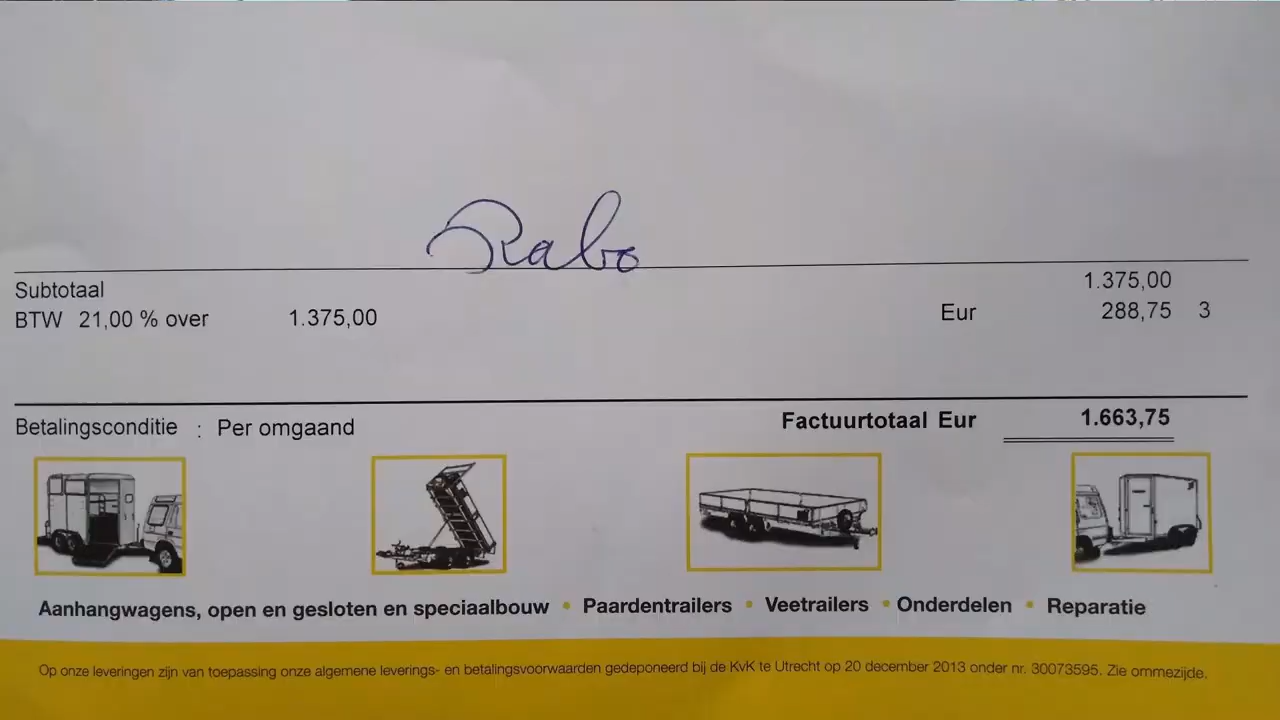 Rabo
Subtotaal 1.375,00
BTW 21,00 % over 1.375,00 Eur 288,75 3
Betalingsconditie : Per omgaand Factuurtotaal Eur 1.663,75
Aanhangwagens, open en gesloten en speciaalbouw • Paardentrailers • Veetrailers • Onderdelen • Reparatie
Op onze leveringen zijn van toepassing onze algemene leverings- en betalingsvoorwaarden gedeponeerd bij de KvK te Utrecht op 20 december 2013 onder nr. 30073595. Zie ommezijde.